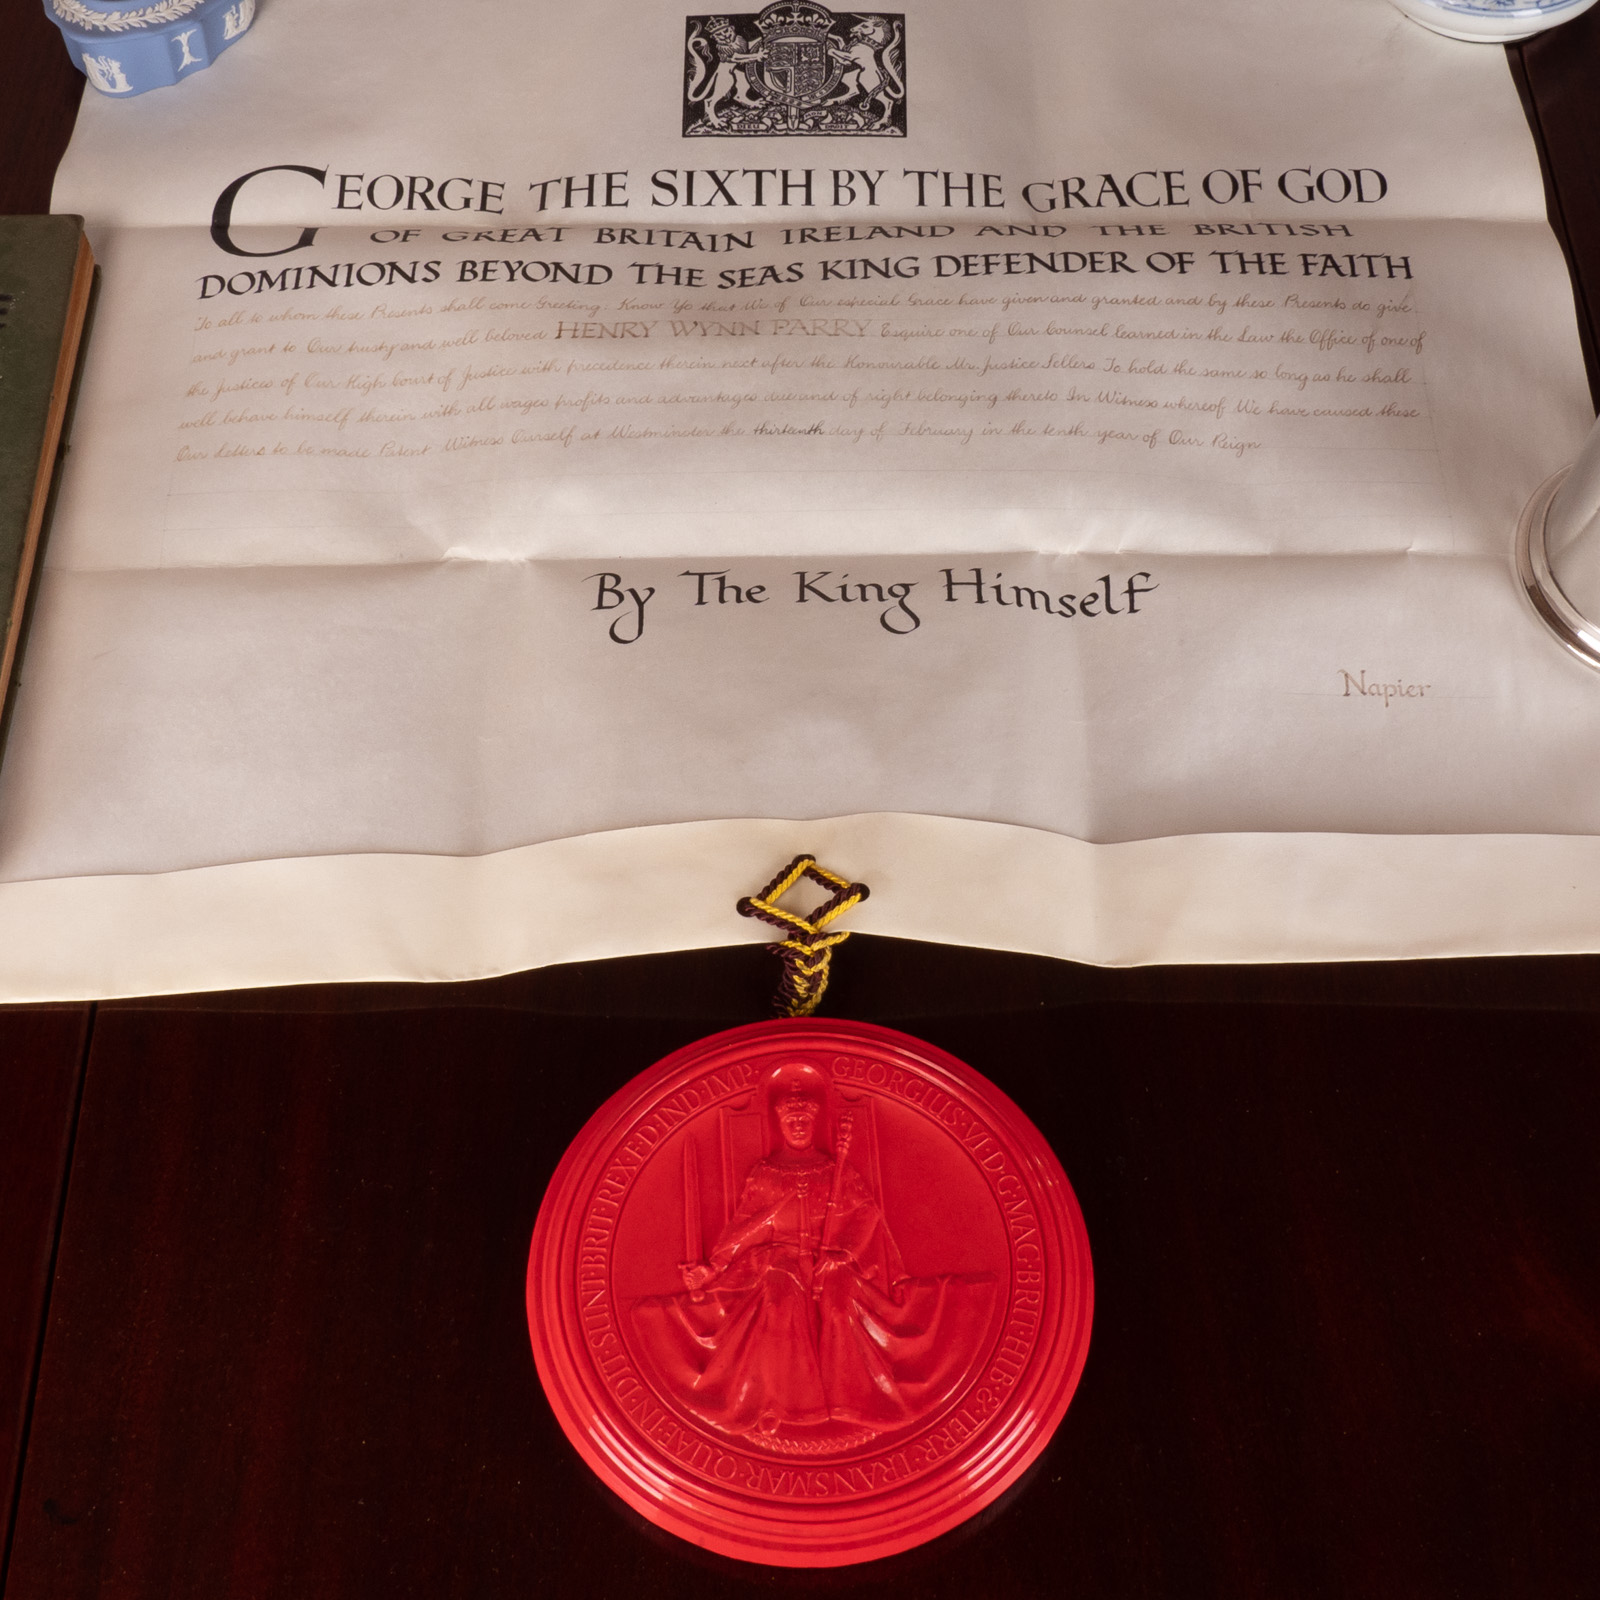 GEORGE THE SIXTH BY THE GRACE OF GOD
OF GREAT BRITAIN IRELAND AND THE BRITISH
DOMINIONS BEYOND THE SEAS KING DEFENDER OF THE FAITH
To all to whom these Presents shall come Greeting. Know Ye that We of Our especial Grace have given and granted and by these Presents do give
and grant to Our trusty and well beloved HENRY WYNN PARRY Esquire one of Our Counsel learned in the Law the Office of one of
the Justices of Our High Court of Justice with precedence therein next after the Honourable Mr. Justice Sellers To hold the same so long as he shall
well behave himself therein with all wages profits and advantages due and of right belonging thereto In Witness whereof We have caused these
Our Letters to be made Patent. Witness Ourself at Westminster the thirteenth day of February in the tenth year of Our Reign
By The King Himself
Napier
GEORGIUS·VI·D·G·MAG·BRIT·HIB·&·TERR·TRANSMAR·QUAE·IN·DIT·SUNT·BRIT·REX·F·D·IND·IMP·